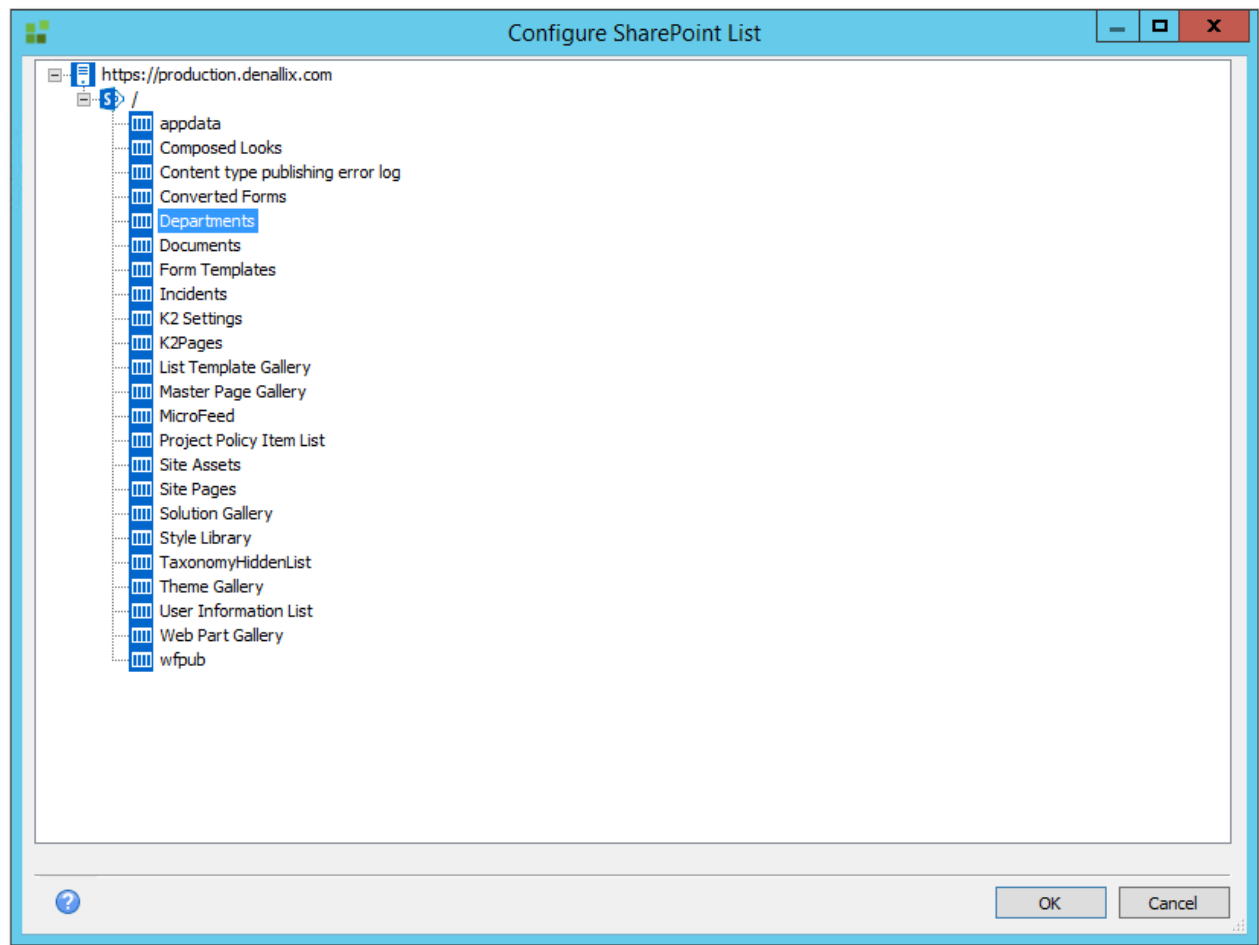 Configure SharePoint List
https://production.denallix.com
/
appdata
Composed Looks
Content type publishing error log
Converted Forms
Departments
Documents
Form Templates
Incidents
K2 Settings
K2Pages
List Template Gallery
Master Page Gallery
MicroFeed
Project Policy Item List
Site Assets
Site Pages
Solution Gallery
Style Library
TaxonomyHiddenList
Theme Gallery
User Information List
Web Part Gallery
wfpub
OK Cancel